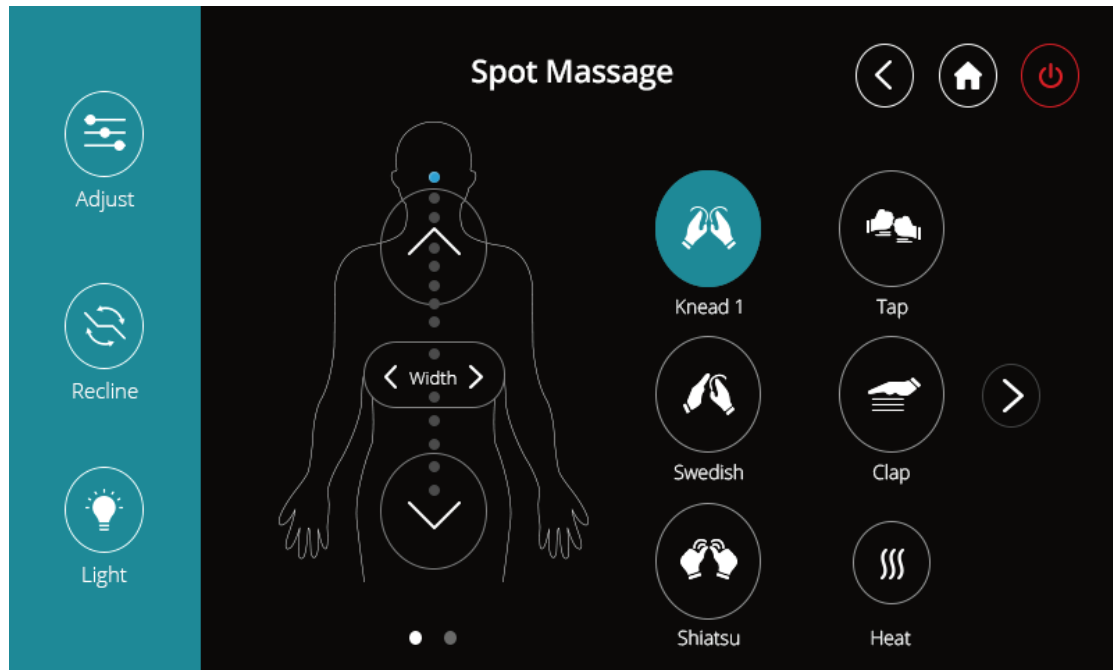 Spot Massage
Adjust
Recline
Light
Width
Knead 1
Tap
Swedish
Clap
Shiatsu
Heat